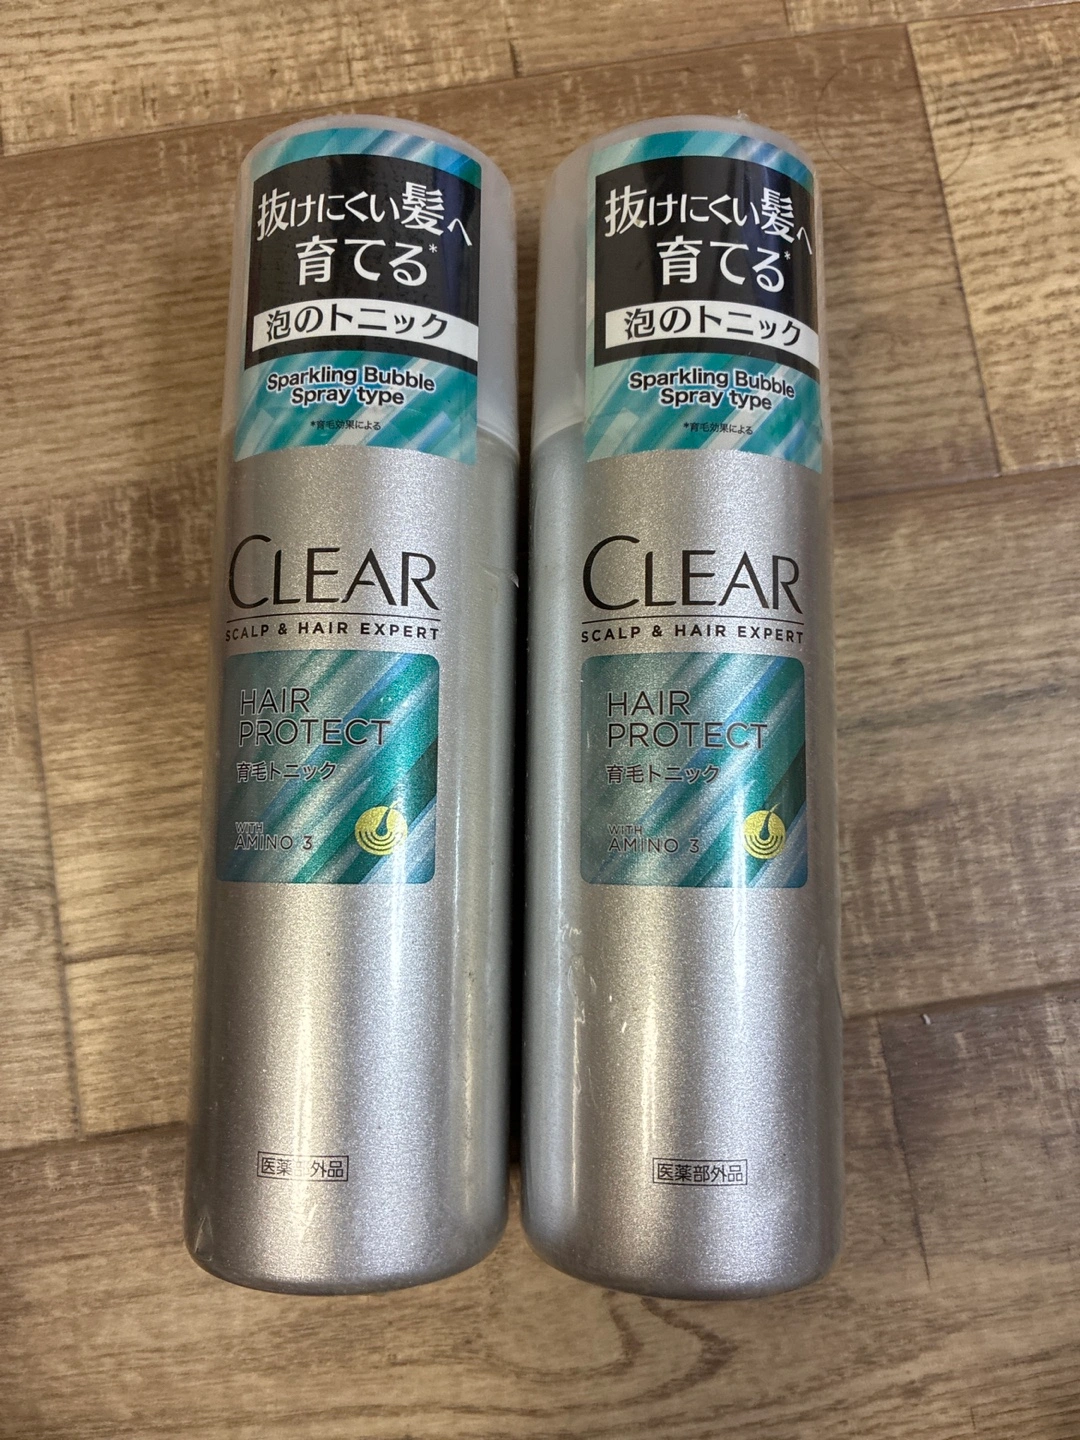 抜けにくい髪へ
育てる*
泡のトニック
Sparkling Bubble
Spray type
*育毛効果による
CLEAR
SCALP & HAIR EXPERT
HAIR
PROTECT
育毛トニック
WITH
AMINO 3
医薬部外品
抜けにくい髪へ
育てる*
泡のトニック
Sparkling Bubble
Spray type
*育毛効果による
CLEAR
SCALP & HAIR EXPERT
HAIR
PROTECT
育毛トニック
WITH
AMINO 3
医薬部外品